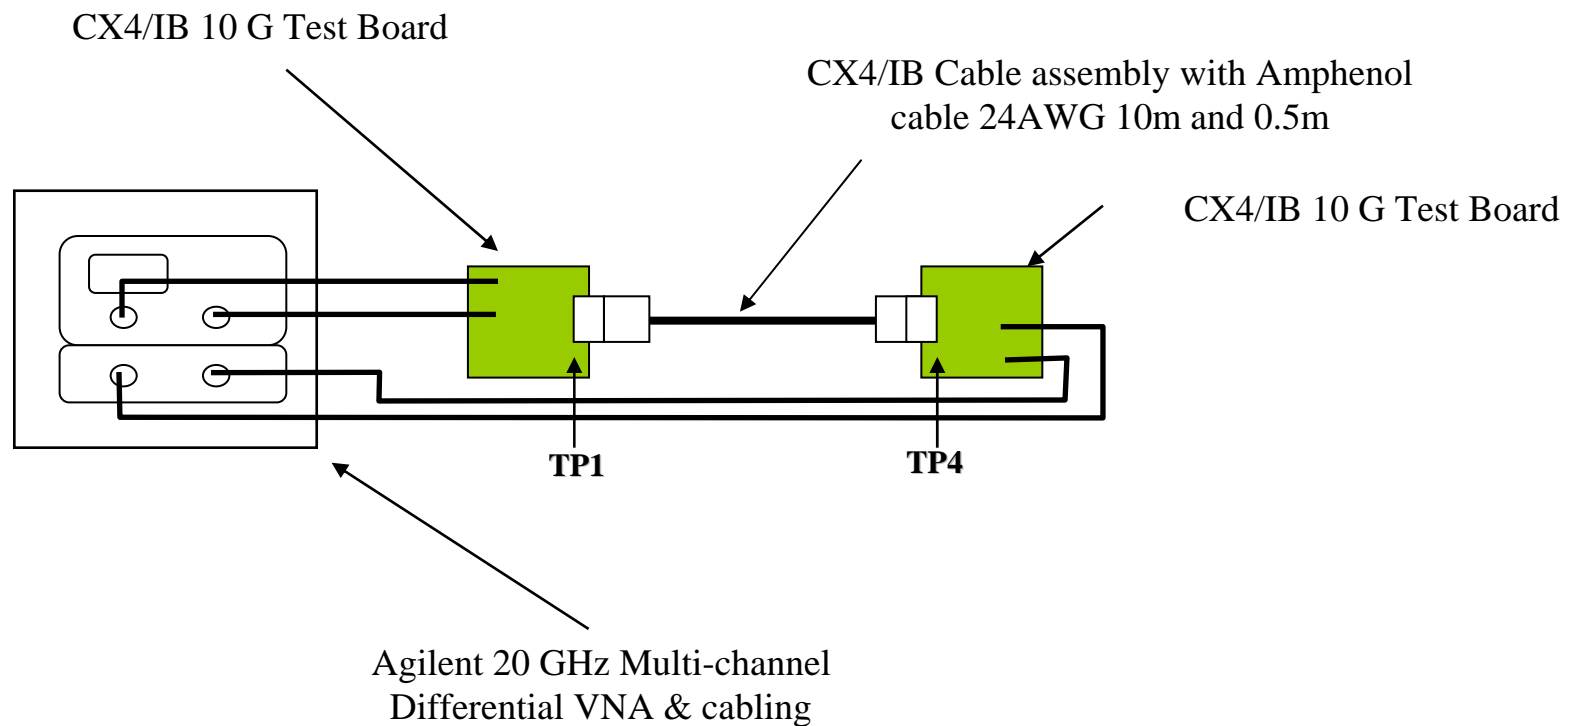 CX4/IB 10 G Test Board
CX4/IB Cable assembly with Amphenol
cable 24AWG 10m and 0.5m
CX4/IB 10 G Test Board
TP1
TP4
Agilent 20 GHz Multi-channel
Differential VNA & cabling